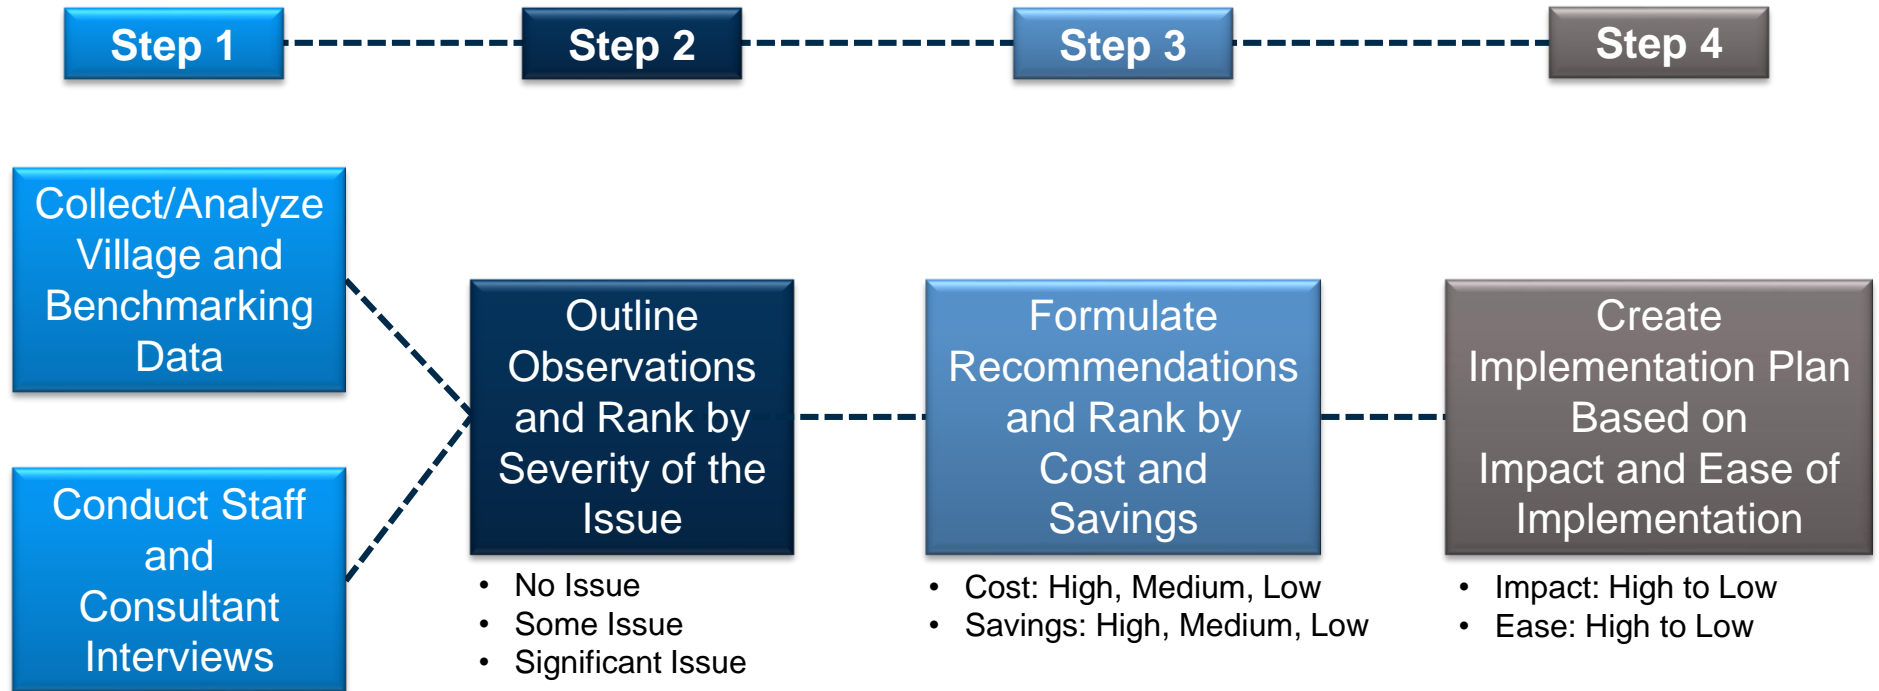 Step 1
Step 2
Step 3
Step 4
Collect/Analyze
Village and
Benchmarking
Data
Conduct Staff
and
Consultant
Interviews
Outline
Observations
and Rank by
Severity of the
Issue
• No Issue
• Some Issue
• Significant Issue
Formulate
Recommendations
and Rank by
Cost and
Savings
• Cost: High, Medium, Low
• Savings: High, Medium, Low
Create
Implementation Plan
Based on
Impact and Ease of
Implementation
• Impact: High to Low
• Ease: High to Low